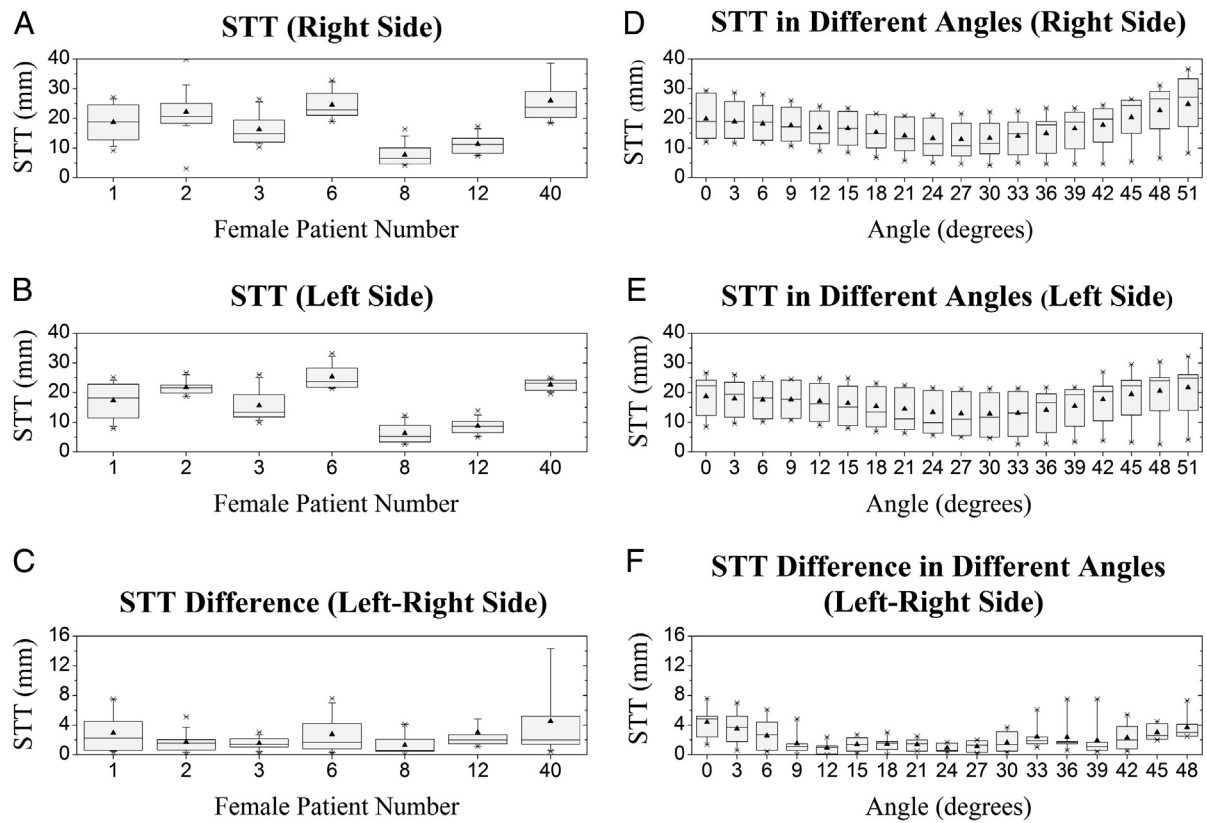 A
STT (Right Side)
STT (mm)
40
30
20
10
0
1 2 3 6 8 12 40
Female Patient Number
B
STT (Left Side)
STT (mm)
40
30
20
10
0
1 2 3 6 8 12 40
Female Patient Number
C
STT Difference (Left-Right Side)
STT (mm)
16
12
8
4
0
1 2 3 6 8 12 40
Female Patient Number
D
STT in Different Angles (Right Side)
STT (mm)
40
30
20
10
0
0 3 6 9 12 15 18 21 24 27 30 33 36 39 42 45 48 51
Angle (degrees)
E
STT in Different Angles (Left Side)
STT (mm)
40
30
20
10
0
0 3 6 9 12 15 18 21 24 27 30 33 36 39 42 45 48 51
Angle (degrees)
F
STT Difference in Different Angles
(Left-Right Side)
STT (mm)
16
12
8
4
0
0 3 6 9 12 15 18 21 24 27 30 33 36 39 42 45 48
Angle (degrees)